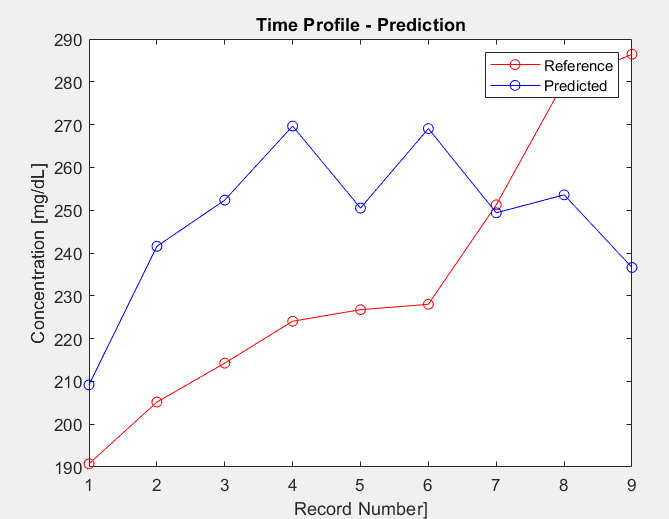 Time Profile - Prediction
Reference
Predicted
Concentration [mg/dL]
290
280
270
260
250
240
230
220
210
200
190
1 2 3 4 5 6 7 8 9
Record Number]